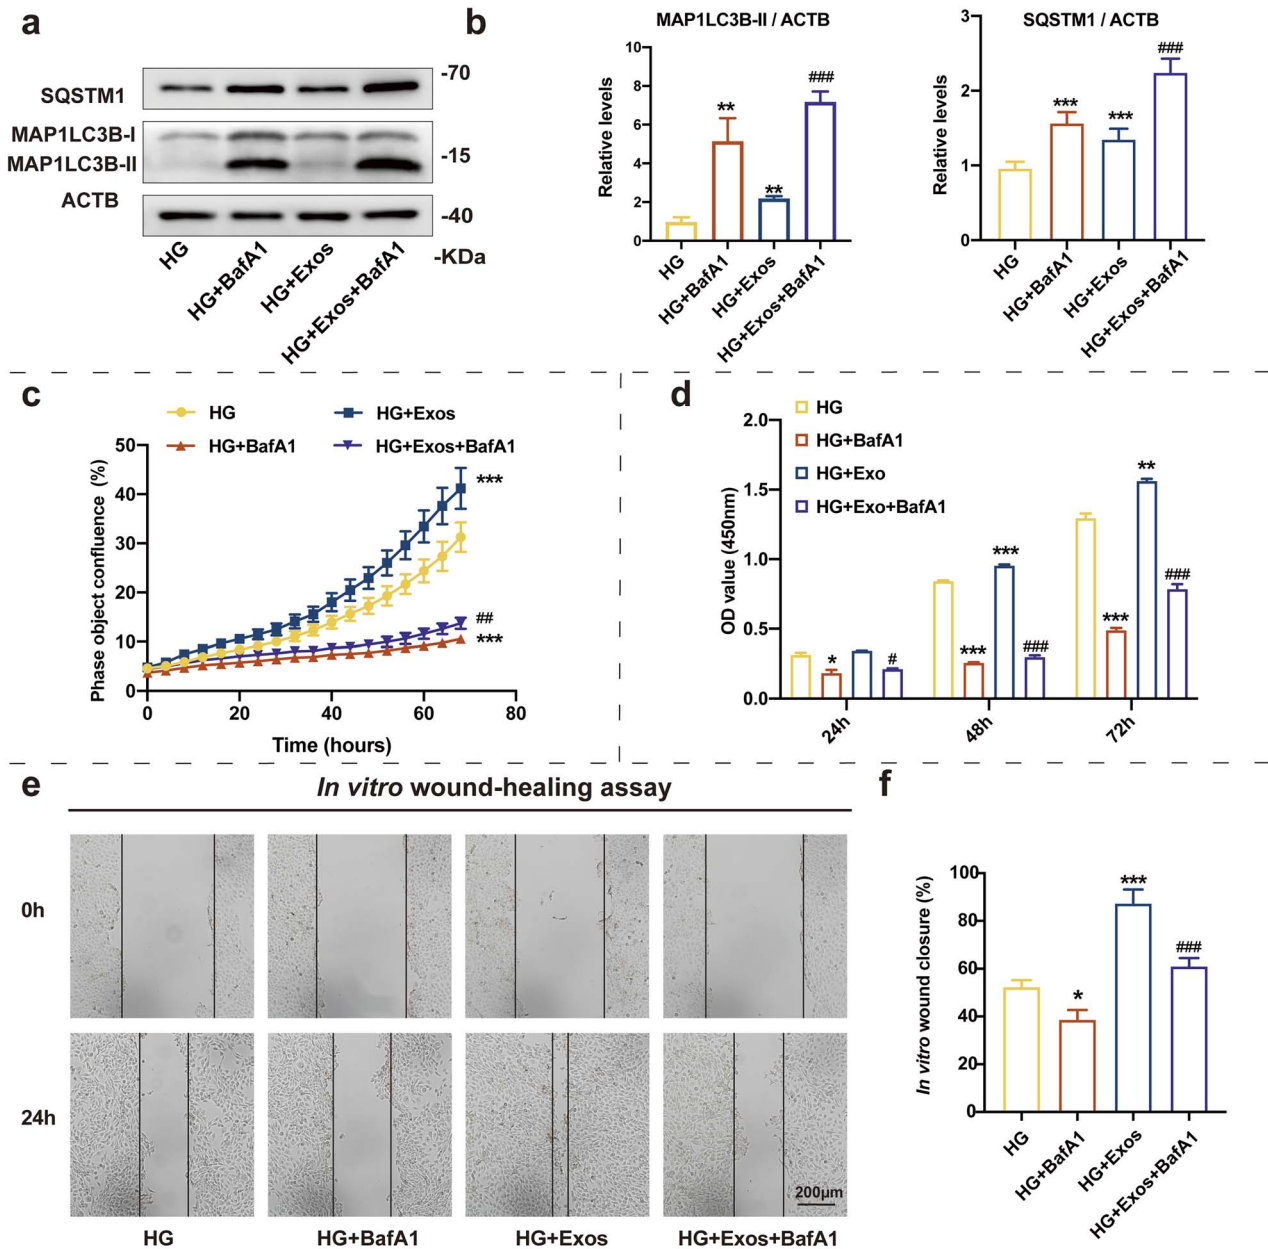 a
SQSTM1
MAP1LC3B-I
MAP1LC3B-II
ACTB
-70
-15
-40
-KDa
HG
HG+BafA1
HG+Exos
HG+Exos+BafA1
b
MAP1LC3B-II / ACTB
Relative levels
10
8
6
4
2
0
**
**
###
HG
HG+BafA1
HG+Exos
HG+Exos+BafA1
SQSTM1 / ACTB
Relative levels
3
2
1
0
***
***
###
HG
HG+BafA1
HG+Exos
HG+Exos+BafA1
c
HG
HG+Exos
HG+BafA1
HG+Exos+BafA1
Phase object confluence (%)
50
40
30
20
10
0
***
##
***
0
20
40
60
80
Time (hours)
d
HG
HG+BafA1
HG+Exo
HG+Exo+BafA1
OD value (450nm)
2.0
1.5
1.0
0.5
0.0
*
#
***
***
###
***
**
###
24h
48h
72h
e
In vitro wound-healing assay
0h
24h
200μm
HG
HG+BafA1
HG+Exos
HG+Exos+BafA1
f
In vitro wound closure (%)
100
80
60
40
20
0
*
***
###
HG
HG+BafA1
HG+Exos
HG+Exos+BafA1